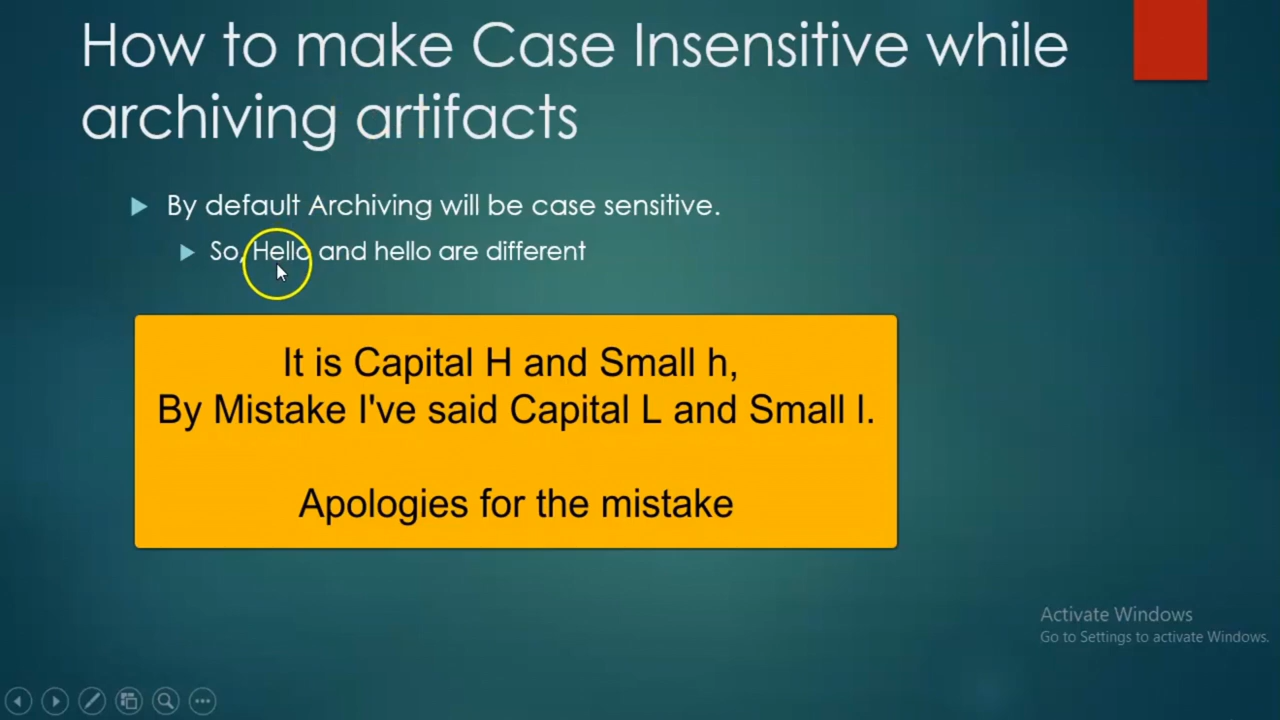 How to make Case Insensitive while
archiving artifacts
By default Archiving will be case sensitive.
So, Hello and hello are different
It is Capital H and Small h,
By Mistake I've said Capital L and Small l.
Apologies for the mistake
Activate Windows
Go to Settings to activate Windows.